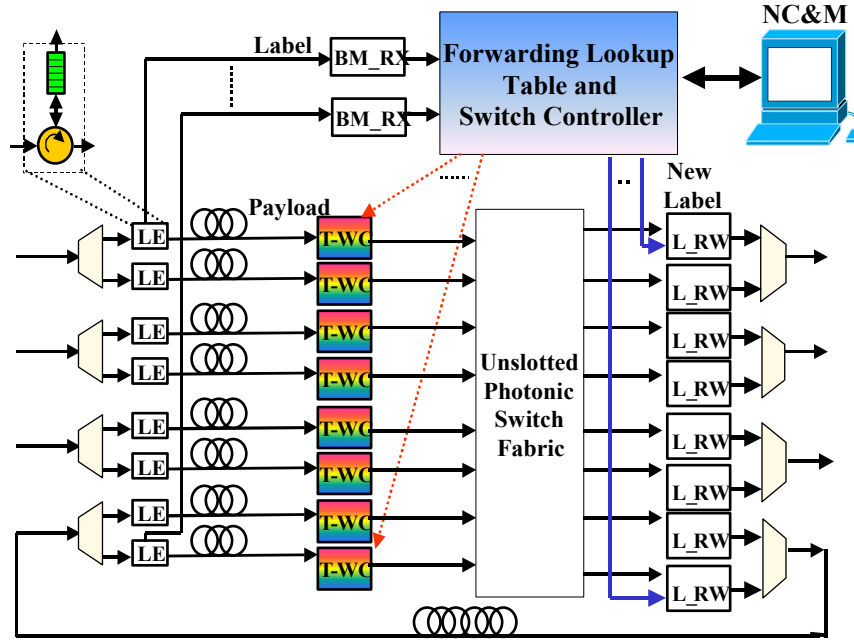 NC&M
Label
BM_RX
Forwarding Lookup
Table and
Switch Controller
BM_RX
New
Label
Payload
LE
T-WC
L_RW
LE
T-WC
L_RW
LE
T-WC
L_RW
LE
T-WC
L_RW
Unslotted
Photonic
Switch
Fabric
LE
T-WC
L_RW
LE
T-WC
L_RW
LE
T-WC
L_RW
LE
T-WC
L_RW